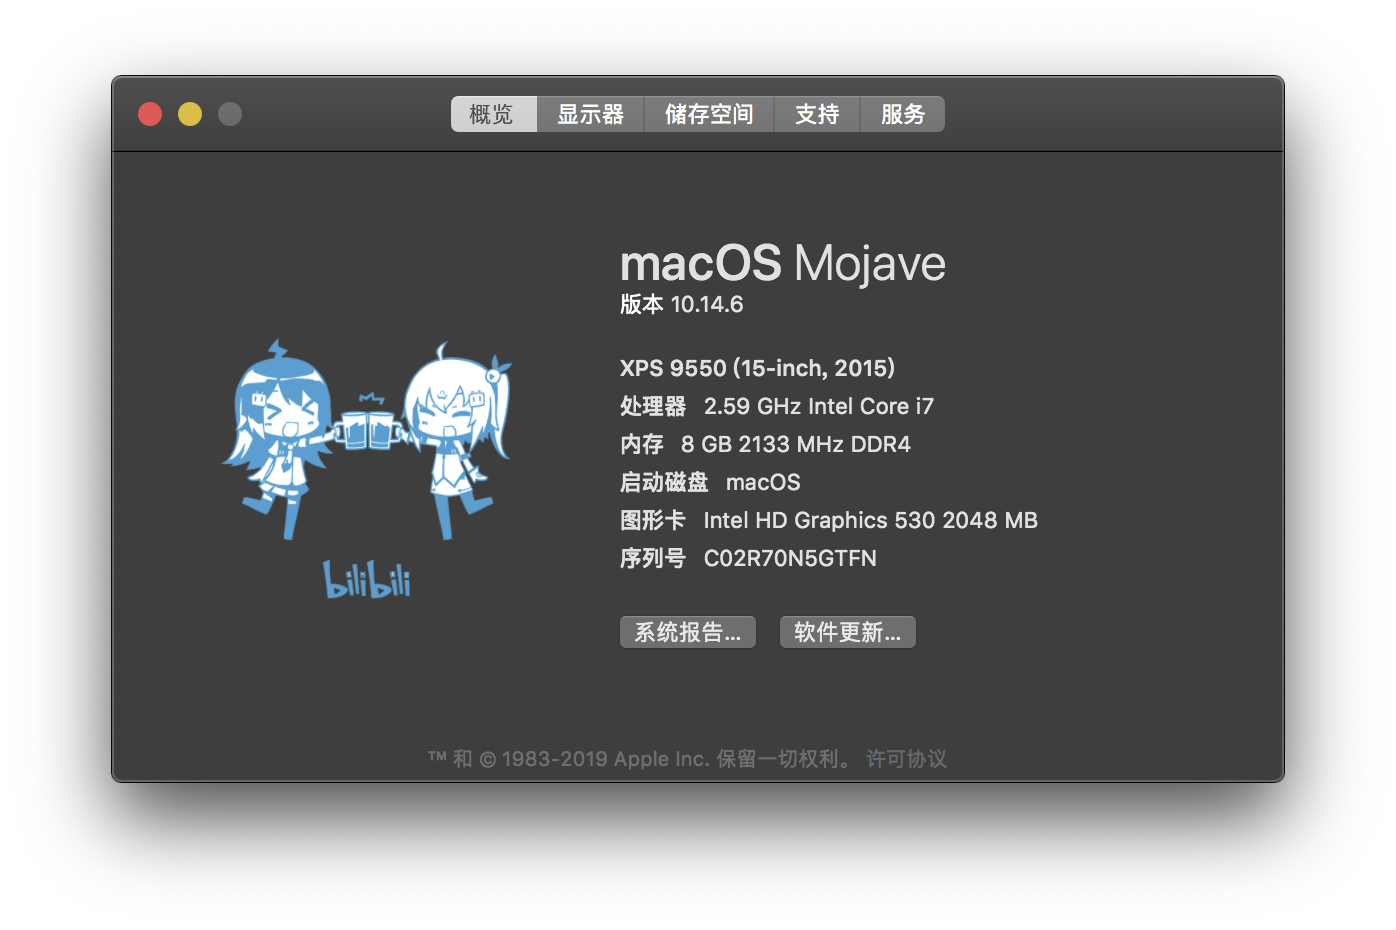 概览 显示器 储存空间 支持 服务
macOS Mojave
版本 10.14.6
XPS 9550 (15-inch, 2015)
处理器 2.59 GHz Intel Core i7
内存 8 GB 2133 MHz DDR4
启动磁盘 macOS
图形卡 Intel HD Graphics 530 2048 MB
序列号 C02R70N5GTFN
bilibili
系统报告... 软件更新...
™ 和 © 1983-2019 Apple Inc. 保留一切权利。 许可协议